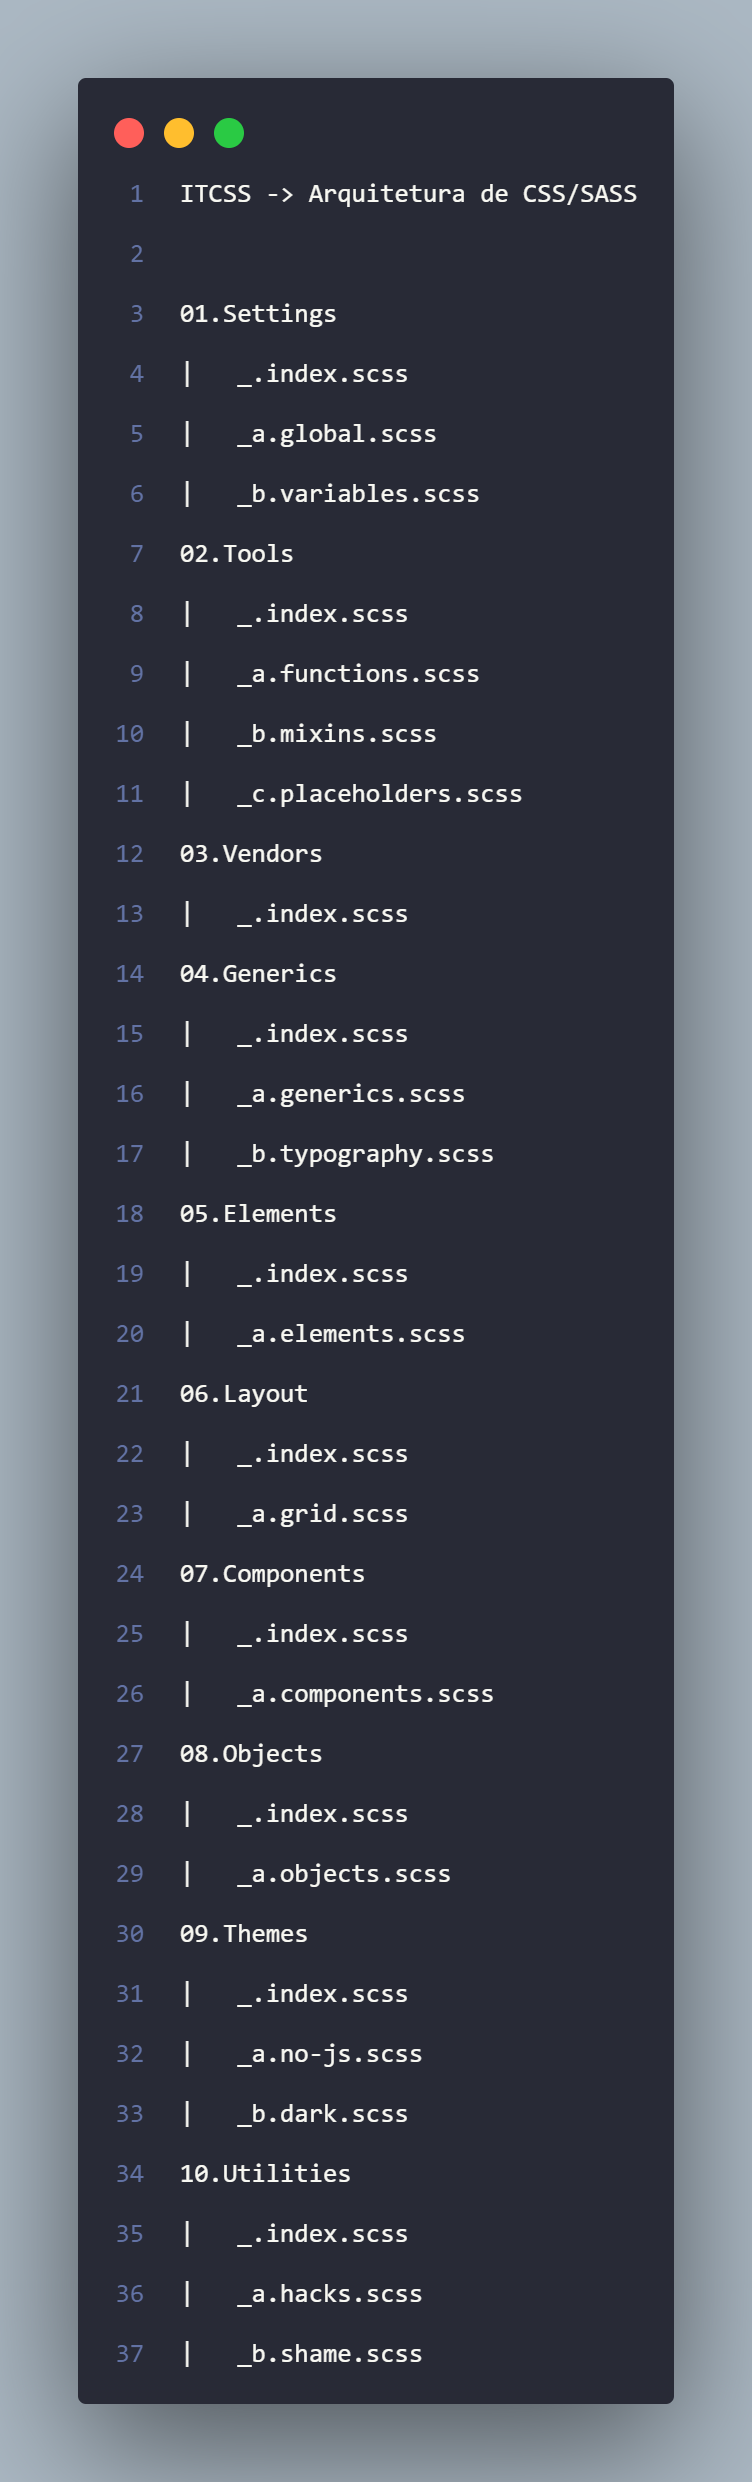 1 ITCSS -> Arquitetura de CSS/SASS
2
3 01.Settings
4 |   _.index.scss
5 |   _a.global.scss
6 |   _b.variables.scss
7 02.Tools
8 |   _.index.scss
9 |   _a.functions.scss
10 |   _b.mixins.scss
11 |   _c.placeholders.scss
12 03.Vendors
13 |   _.index.scss
14 04.Generics
15 |   _.index.scss
16 |   _a.generics.scss
17 |   _b.typography.scss
18 05.Elements
19 |   _.index.scss
20 |   _a.elements.scss
21 06.Layout
22 |   _.index.scss
23 |   _a.grid.scss
24 07.Components
25 |   _.index.scss
26 |   _a.components.scss
27 08.Objects
28 |   _.index.scss
29 |   _a.objects.scss
30 09.Themes
31 |   _.index.scss
32 |   _a.no-js.scss
33 |   _b.dark.scss
34 10.Utilities
35 |   _.index.scss
36 |   _a.hacks.scss
37 |   _b.shame.scss